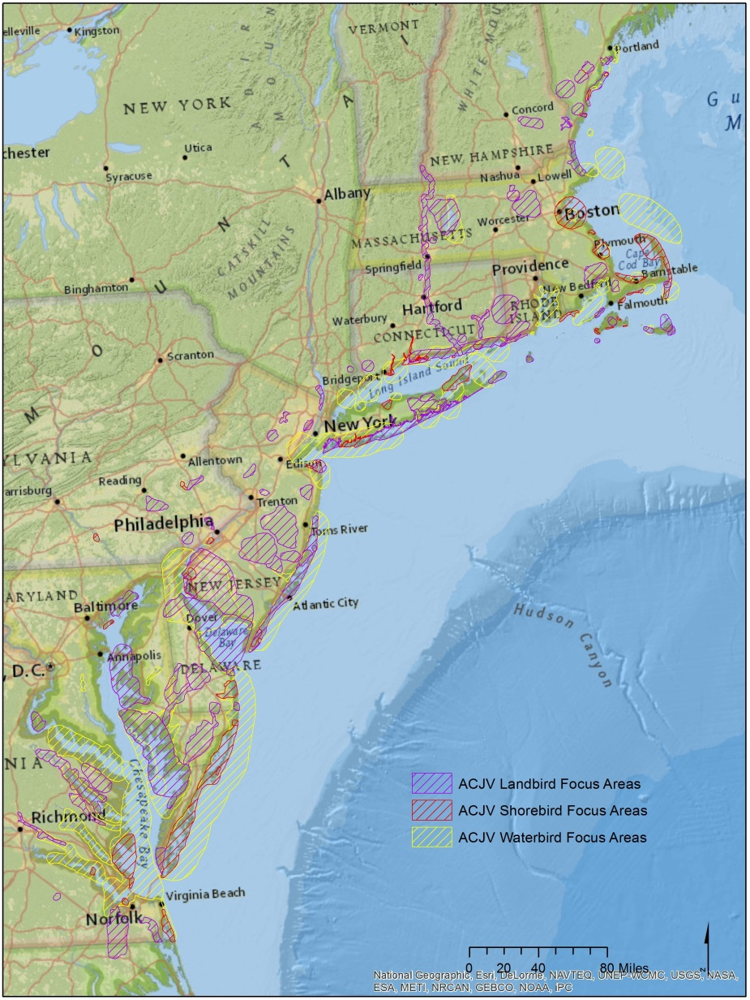 elleville
Kingston
VERMONT
WHITE MOU
Portland
NEW YORK
Concord
G u
M
chester
Utica
Syracuse
NEW HAMPSHIRE
Nashua
Lowell
Albany
Boston
Worcester
CATSKILL
MOUNTAINS
MASSACHUSETTS
Plymouth
Cape
Cod Bay
Springfield
Providence
Barnstable
Binghamton
New Bedford
Hartford
RHODE
ISLAND
Falmouth
Waterbury
CONNECTICUT
Scranton
Bridgeport
Long Island Sound
New York
YLVANIA
Allentown
Edison
Reading
arrisburg
Trenton
Philadelphia
Toms River
NEW JERSEY
ARYLAND
Baltimore
Atlantic City
Dover
Delaware
Bay
Hudson Canyon
Annapolis
, D.C.
DELAWARE
NIA
Chesapeake Bay
ACJV Landbird Focus Areas
ACJV Shorebird Focus Areas
Richmond
ACJV Waterbird Focus Areas
Virginia Beach
Norfolk
0 20 40 80 Miles
National Geographic, Esri, DeLorme, NAVTEQ, UNEP-WCMC, USGS, NASA,
ESA, METI, NRCAN, GEBCO, NOAA, iPC